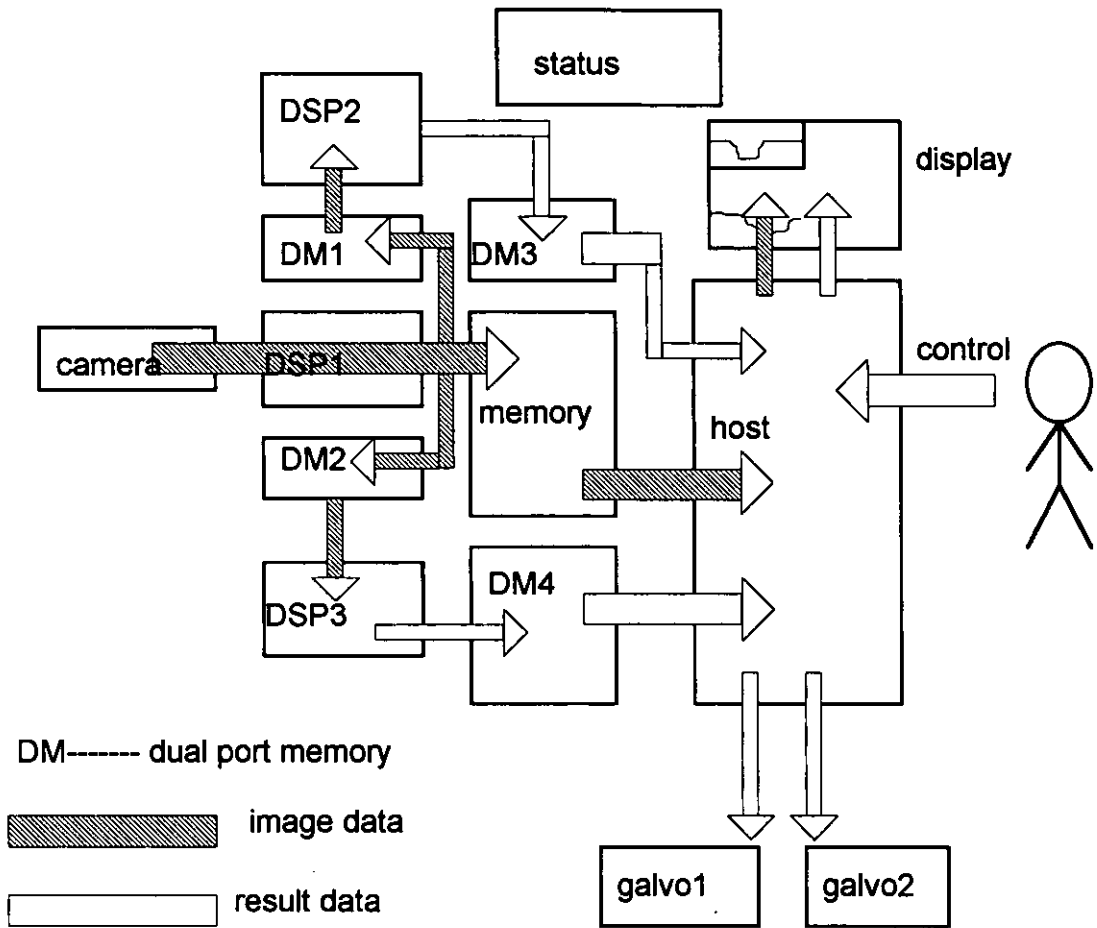 status
DSP2
display
DM1
DM3
camera
DSP1
control
memory
host
DM2
DSP3
DM4
DM------- dual port memory
image data
result data
galvo1
galvo2